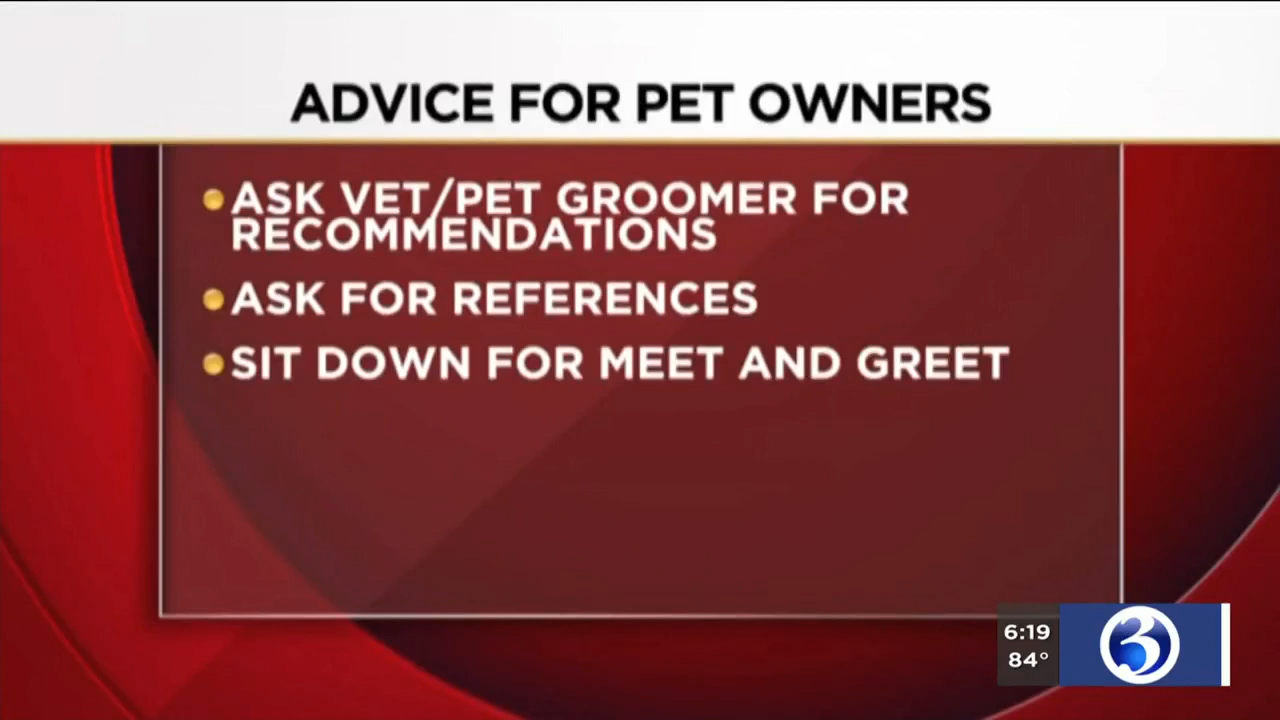 ADVICE FOR PET OWNERS
ASK VET/PET GROOMER FOR
RECOMMENDATIONS
ASK FOR REFERENCES
SIT DOWN FOR MEET AND GREET
6:19
84°
3